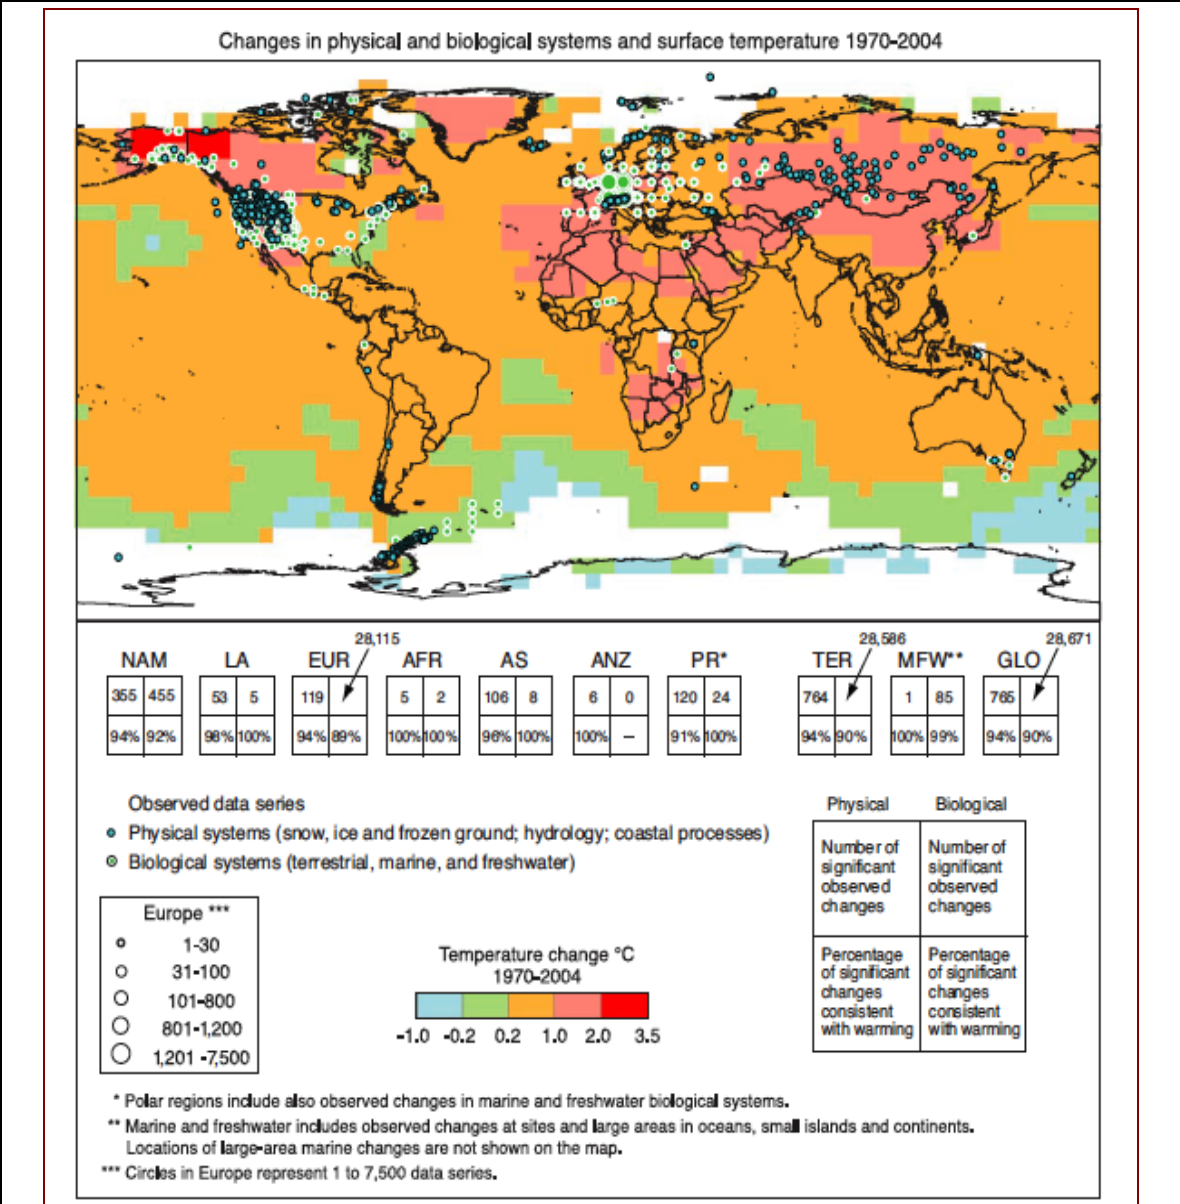 Changes in physical and biological systems and surface temperature 1970-2004
28,115 28,586 28,671
NAM LA EUR AFR AS ANZ PR* TER MFW** GLO
355 455 53 5 119 5 2 106 8 6 0 120 24 764 1 85 765
94% 92% 98% 100% 94% 89% 100% 100% 96% 100% 100% – 91% 100% 94% 90% 100% 99% 94% 90%
Observed data series
Physical systems (snow, ice and frozen ground; hydrology; coastal processes)
Biological systems (terrestrial, marine, and freshwater)
Physical Biological
Number of Number of
significant significant
observed observed
changes changes
Percentage Percentage
of significant of significant
changes changes
consistent consistent
with warming with warming
Europe ***
1-30
31-100
101-800
801-1,200
1,201 -7,500
Temperature change °C
1970-2004
-1.0 -0.2 0.2 1.0 2.0 3.5
* Polar regions include also observed changes in marine and freshwater biological systems.
** Marine and freshwater includes observed changes at sites and large areas in oceans, small islands and continents.
Locations of large-area marine changes are not shown on the map.
*** Circles in Europe represent 1 to 7,500 data series.